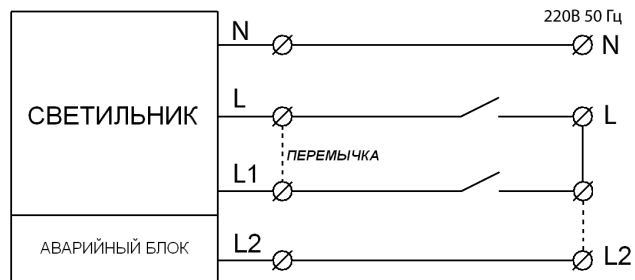 220В 50 Гц
N
N
СВЕТИЛЬНИК
L
L
ПЕРЕМЫЧКА
L1
АВАРИЙНЫЙ БЛОК
L2
L2